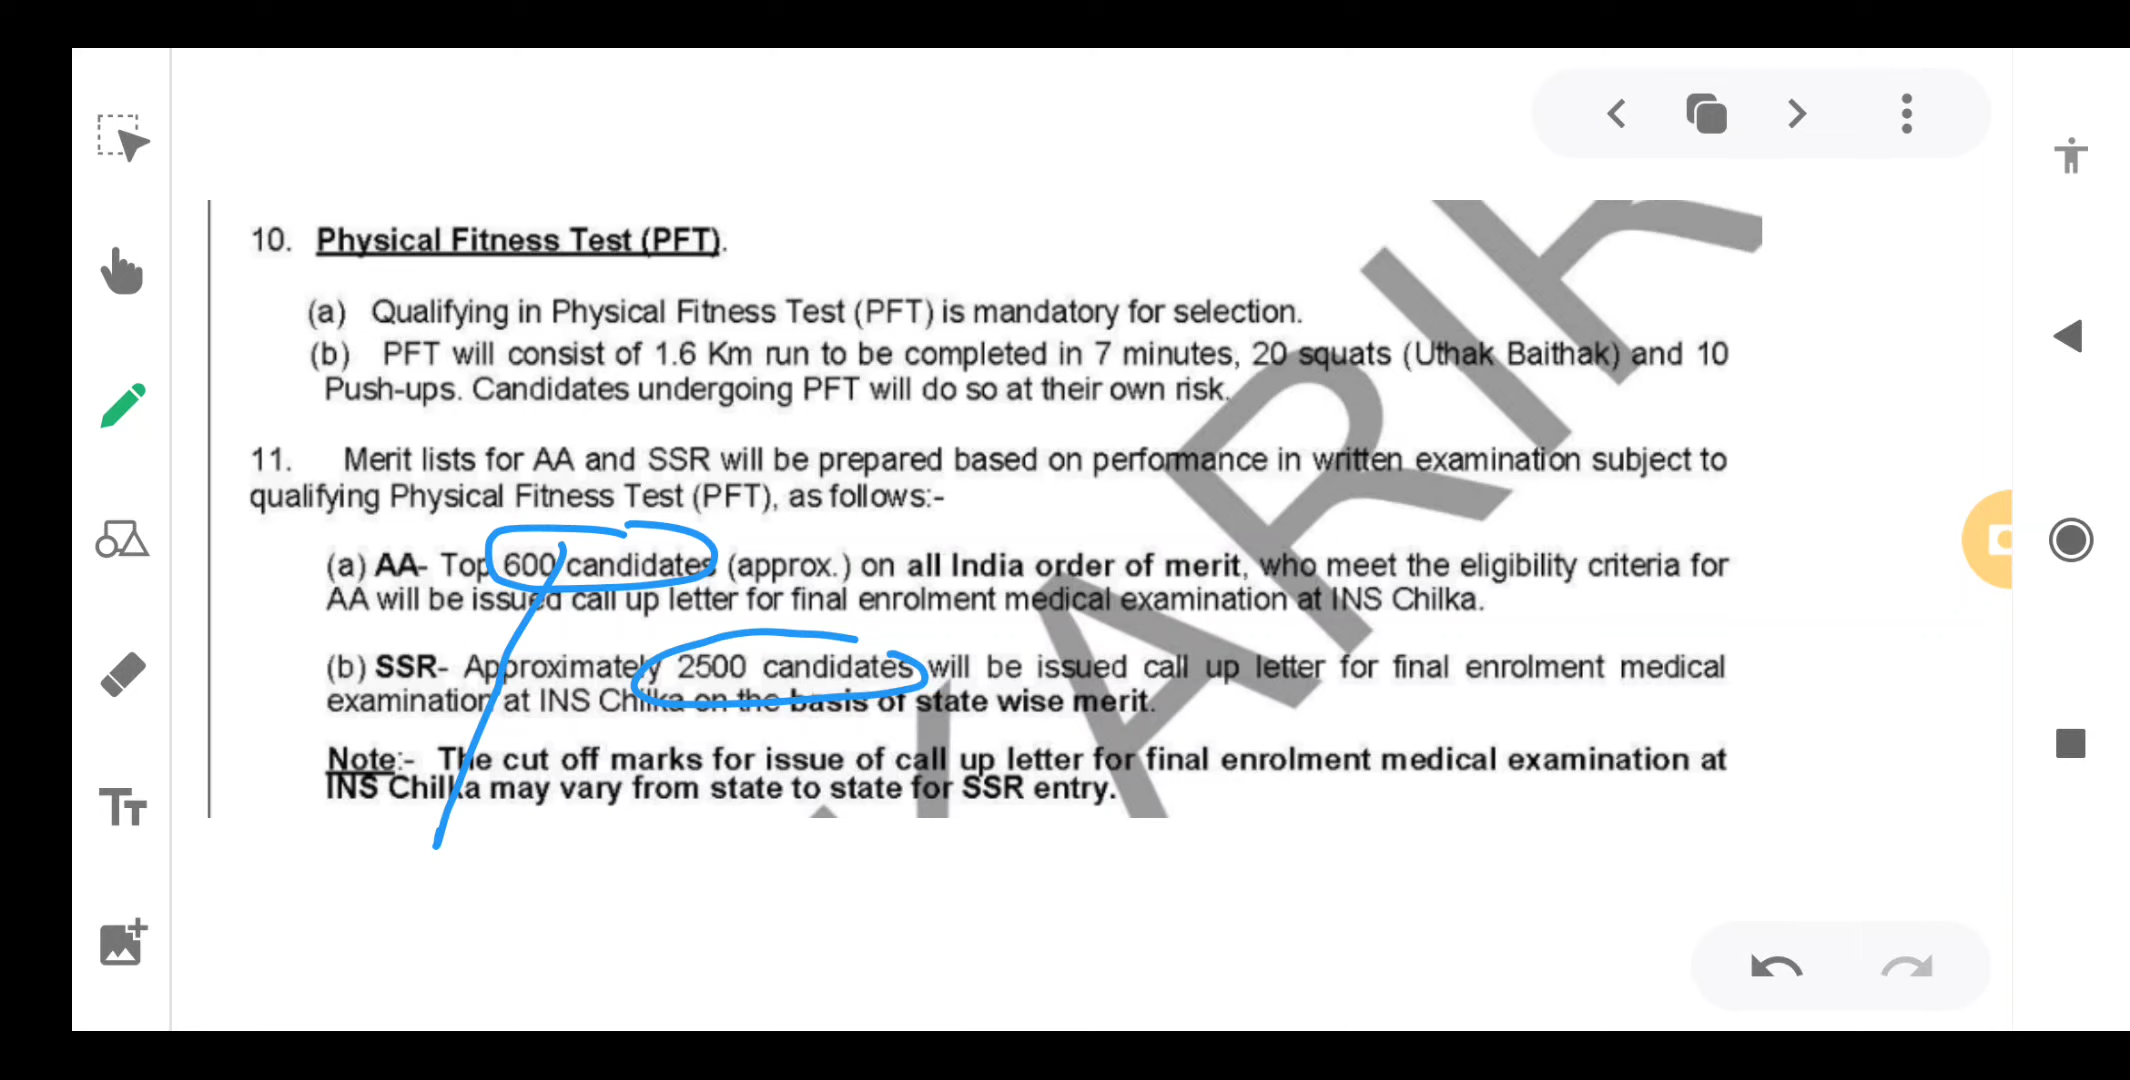 10. Physical Fitness Test (PFT).
(a) Qualifying in Physical Fitness Test (PFT) is mandatory for selection.
(b) PFT will consist of 1.6 Km run to be completed in 7 minutes, 20 squats (Uthak Baithak) and 10
Push-ups. Candidates undergoing PFT will do so at their own risk.
11. Merit lists for AA and SSR will be prepared based on performance in written examination subject to
qualifying Physical Fitness Test (PFT), as follows:-
(a) AA- Top 600 candidates (approx.) on all India order of merit, who meet the eligibility criteria for
AA will be issued call up letter for final enrolment medical examination at INS Chilka.
(b) SSR- Approximately 2500 candidates will be issued call up letter for final enrolment medical
examination at INS Chilka on the basis of state wise merit.
Note:- The cut off marks for issue of call up letter for final enrolment medical examination at
INS Chilka may vary from state to state for SSR entry.
TT